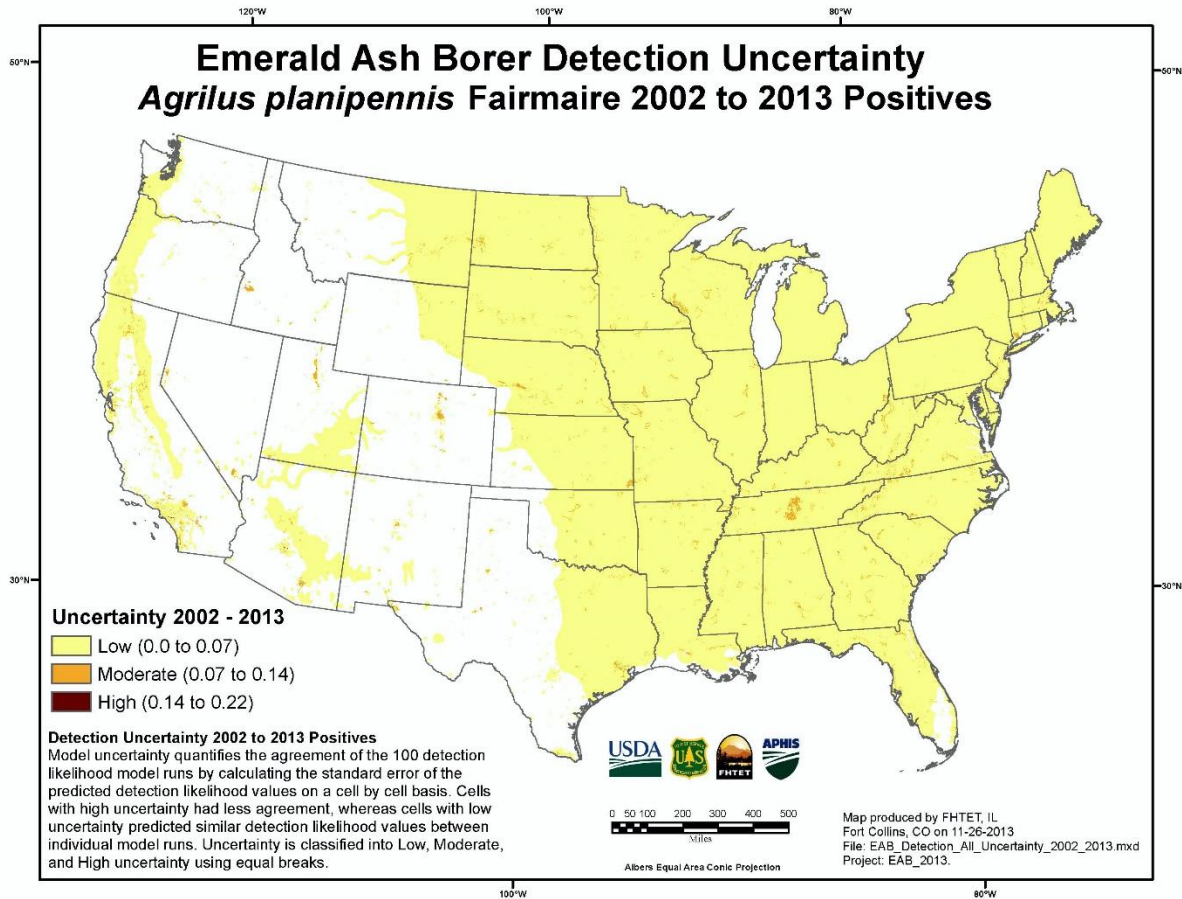 120°W
100°W
80°W
50°N
50°N
Emerald Ash Borer Detection Uncertainty
Agrilus planipennis Fairmaire 2002 to 2013 Positives
30°N
30°N
Uncertainty 2002 - 2013
Low (0.0 to 0.07)
Moderate (0.07 to 0.14)
High (0.14 to 0.22)
Detection Uncertainty 2002 to 2013 Positives
Model uncertainty quantifies the agreement of the 100 detection
likelihood model runs by calculating the standard error of the
predicted detection likelihood values on a cell by cell basis. Cells
with high uncertainty had less agreement, whereas cells with low
uncertainty predicted similar detection likelihood values between
individual model runs. Uncertainty is classified into Low, Moderate,
and High uncertainty using equal breaks.
USDA
UAS
FHTET
APHIS
0 50 100 200 300 400 500
Miles
Albers Equal Area Conic Projection
Map produced by FHTET, IL
Fort Collins, CO on 11-26-2013
File: EAB_Detection_All_Uncertainty_2002_2013.mxd
Project: EAB_2013.
100°W
80°W